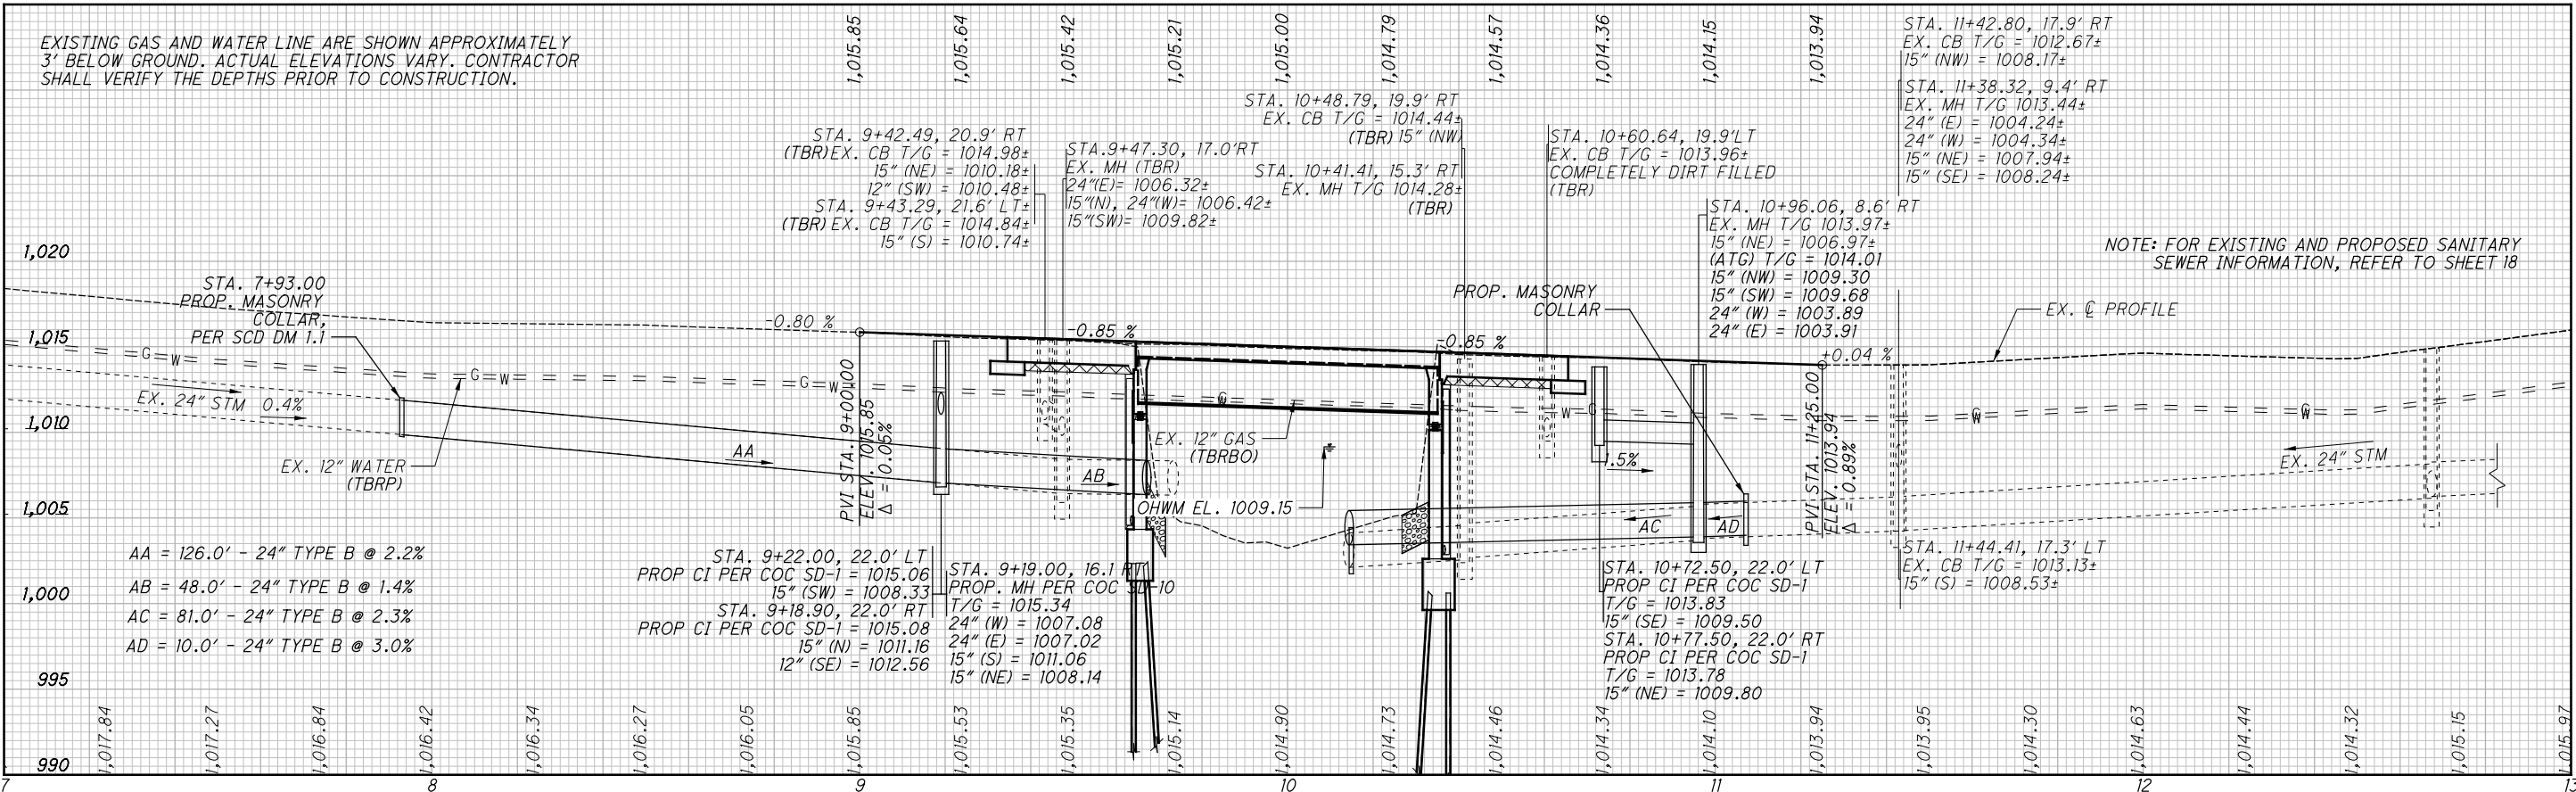 1,015.85
1,015.64
1,015.42
1,015.21
1,015.00
1,014.79
1,014.57
1,014.36
1,014.15
1,013.94
EXISTING GAS AND WATER LINE ARE SHOWN APPROXIMATELY
3' BELOW GROUND. ACTUAL ELEVATIONS VARY. CONTRACTOR
SHALL VERIFY THE DEPTHS PRIOR TO CONSTRUCTION.
STA. 9+42.49, 20.9' RT
(TBR) EX. CB T/G = 1014.98±
15" (NE) = 1010.18±
12" (SW) = 1010.48±
STA. 9+43.29, 21.6' LT±
(TBR) EX. CB T/G = 1014.84±
15" (S) = 1010.74±
STA.9+47.30, 17.0'RT
EX. MH (TBR)
24"(E)= 1006.32±
15"(N), 24"(W)= 1006.42±
15"(SW)= 1009.82±
STA. 10+48.79, 19.9' RT
EX. CB T/G = 1014.44±
(TBR) 15" (NW)
STA. 10+41.41, 15.3' RT
EX. MH T/G 1014.28±
(TBR)
STA. 10+60.64, 19.9'LT
EX. CB T/G = 1013.96±
COMPLETELY DIRT FILLED
(TBR)
STA. 11+42.80, 17.9' RT
EX. CB T/G = 1012.67±
15" (NW) = 1008.17±
STA. 11+38.32, 9.4' RT
EX. MH T/G 1013.44±
24" (E) = 1004.24±
24" (W) = 1004.34±
15" (NE) = 1007.94±
15" (SE) = 1008.24±
STA. 10+96.06, 8.6' RT
EX. MH T/G 1013.97±
15" (NE) = 1006.97±
(ATG) T/G = 1014.01
15" (NW) = 1009.30
15" (SW) = 1009.68
24" (W) = 1003.89
24" (E) = 1003.91
NOTE: FOR EXISTING AND PROPOSED SANITARY
SEWER INFORMATION, REFER TO SHEET 18
1,020
1,015
1,010
1,005
1,000
995
990
STA. 7+93.00
PROP. MASONRY
COLLAR,
PER SCD DM 1.1
-0.80 %
-0.85 %
-0.85 %
+0.04 %
PROP. MASONRY
COLLAR
EX. ℄ PROFILE
G
W
G
W
G
W
G
W
W
G
G
W
G
W
EX. 24" STM 0.4%
EX. 12" WATER
(TBRP)
AA
AB
PVI STA. 9+00.00
ELEV. 1015.85
Δ = 0.05%
EX. 12" GAS
(TBRBO)
OHWM EL. 1009.15
1.5%
AC
AD
PVI STA. 11+25.00
ELEV. 1013.94
Δ = 0.89%
EX. 24" STM
AA = 126.0' - 24" TYPE B @ 2.2%
AB = 48.0' - 24" TYPE B @ 1.4%
AC = 81.0' - 24" TYPE B @ 2.3%
AD = 10.0' - 24" TYPE B @ 3.0%
STA. 9+22.00, 22.0' LT
PROP CI PER COC SD-1 = 1015.06
15" (SW) = 1008.33
STA. 9+18.90, 22.0' RT
PROP CI PER COC SD-1 = 1015.08
15" (N) = 1011.16
12" (SE) = 1012.56
STA. 9+19.00, 16.1 RT
PROP. MH PER COC SD-10
T/G = 1015.34
24" (W) = 1007.08
24" (E) = 1007.02
15" (S) = 1011.06
15" (NE) = 1008.14
STA. 10+72.50, 22.0' LT
PROP CI PER COC SD-1
T/G = 1013.83
15" (SE) = 1009.50
STA. 10+77.50, 22.0' RT
PROP CI PER COC SD-1
T/G = 1013.78
15" (NE) = 1009.80
STA. 11+44.41, 17.3' LT
EX. CB T/G = 1013.13±
15" (S) = 1008.53±
1,017.84
1,017.27
1,016.84
1,016.42
1,016.34
1,016.27
1,016.05
1,015.85
1,015.53
1,015.35
1,015.14
1,014.90
1,014.73
1,014.46
1,014.34
1,014.10
1,013.94
1,013.95
1,014.30
1,014.63
1,014.44
1,014.32
1,015.15
1,015.97
7
8
9
10
11
12
13